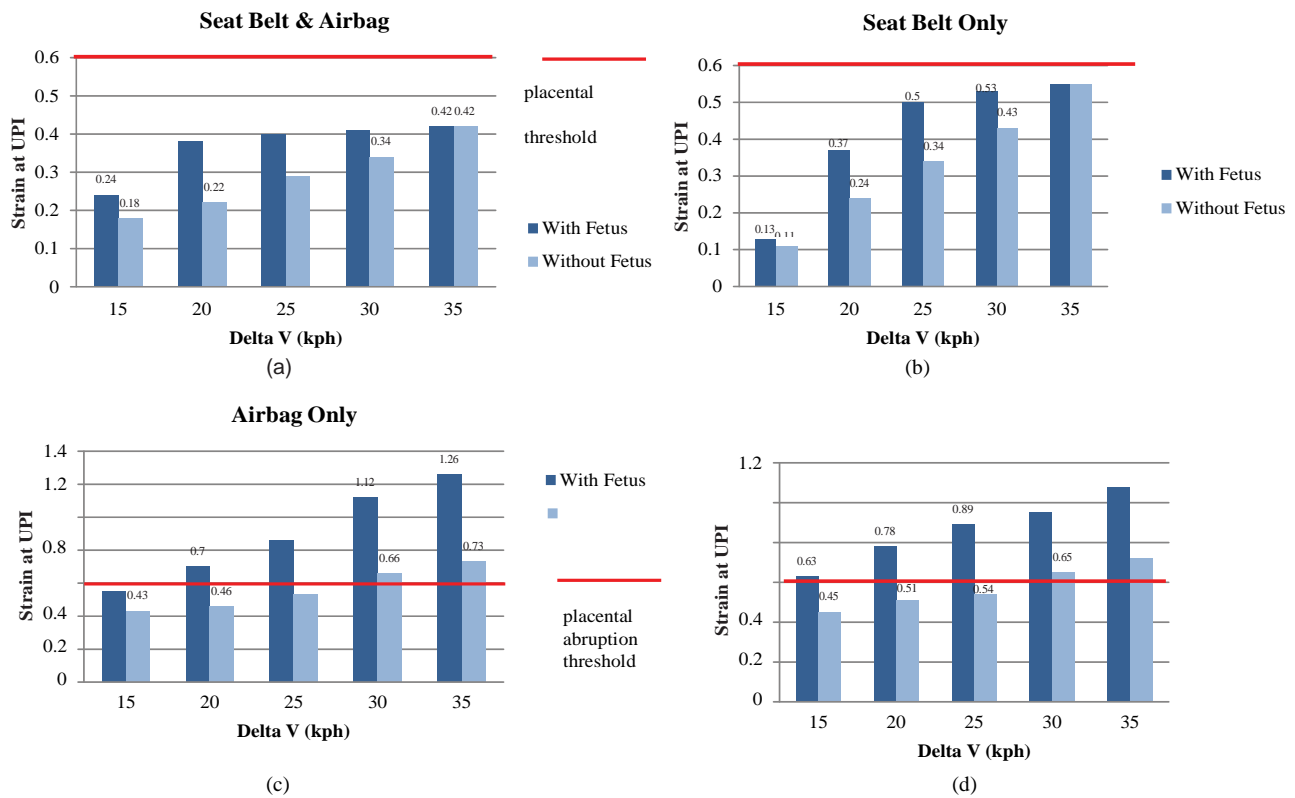 Seat Belt & Airbag
0.6
0.5
0.4
0.3
0.2
0.1
0
Strain at UPI
0.24
0.18
0.22
0.34
0.42 0.42
15 20 25 30 35
Delta V (kph)
(a)
placental
threshold
With Fetus
Without Fetus
Seat Belt Only
0.6
0.5
0.4
0.3
0.2
0.1
0
Strain at UPI
0.13
0.11
0.37
0.24
0.5
0.34
0.53
0.43
15 20 25 30 35
Delta V (kph)
(b)
With Fetus
Without Fetus
Airbag Only
1.4
1.2
0.8
0.4
0.2
0
Strain at UPI
0.43
0.7
0.46
1.12
0.66
1.26
0.73
15 20 25 30 35
Delta V (kph)
(c)
With Fetus
placental
abruption
threshold
1.2
0.4
0.2
0
Strain at UPI
0.63
0.45
0.78
0.51
0.89
0.54
0.65
15 20 25 30 35
Delta V (kph)
(d)